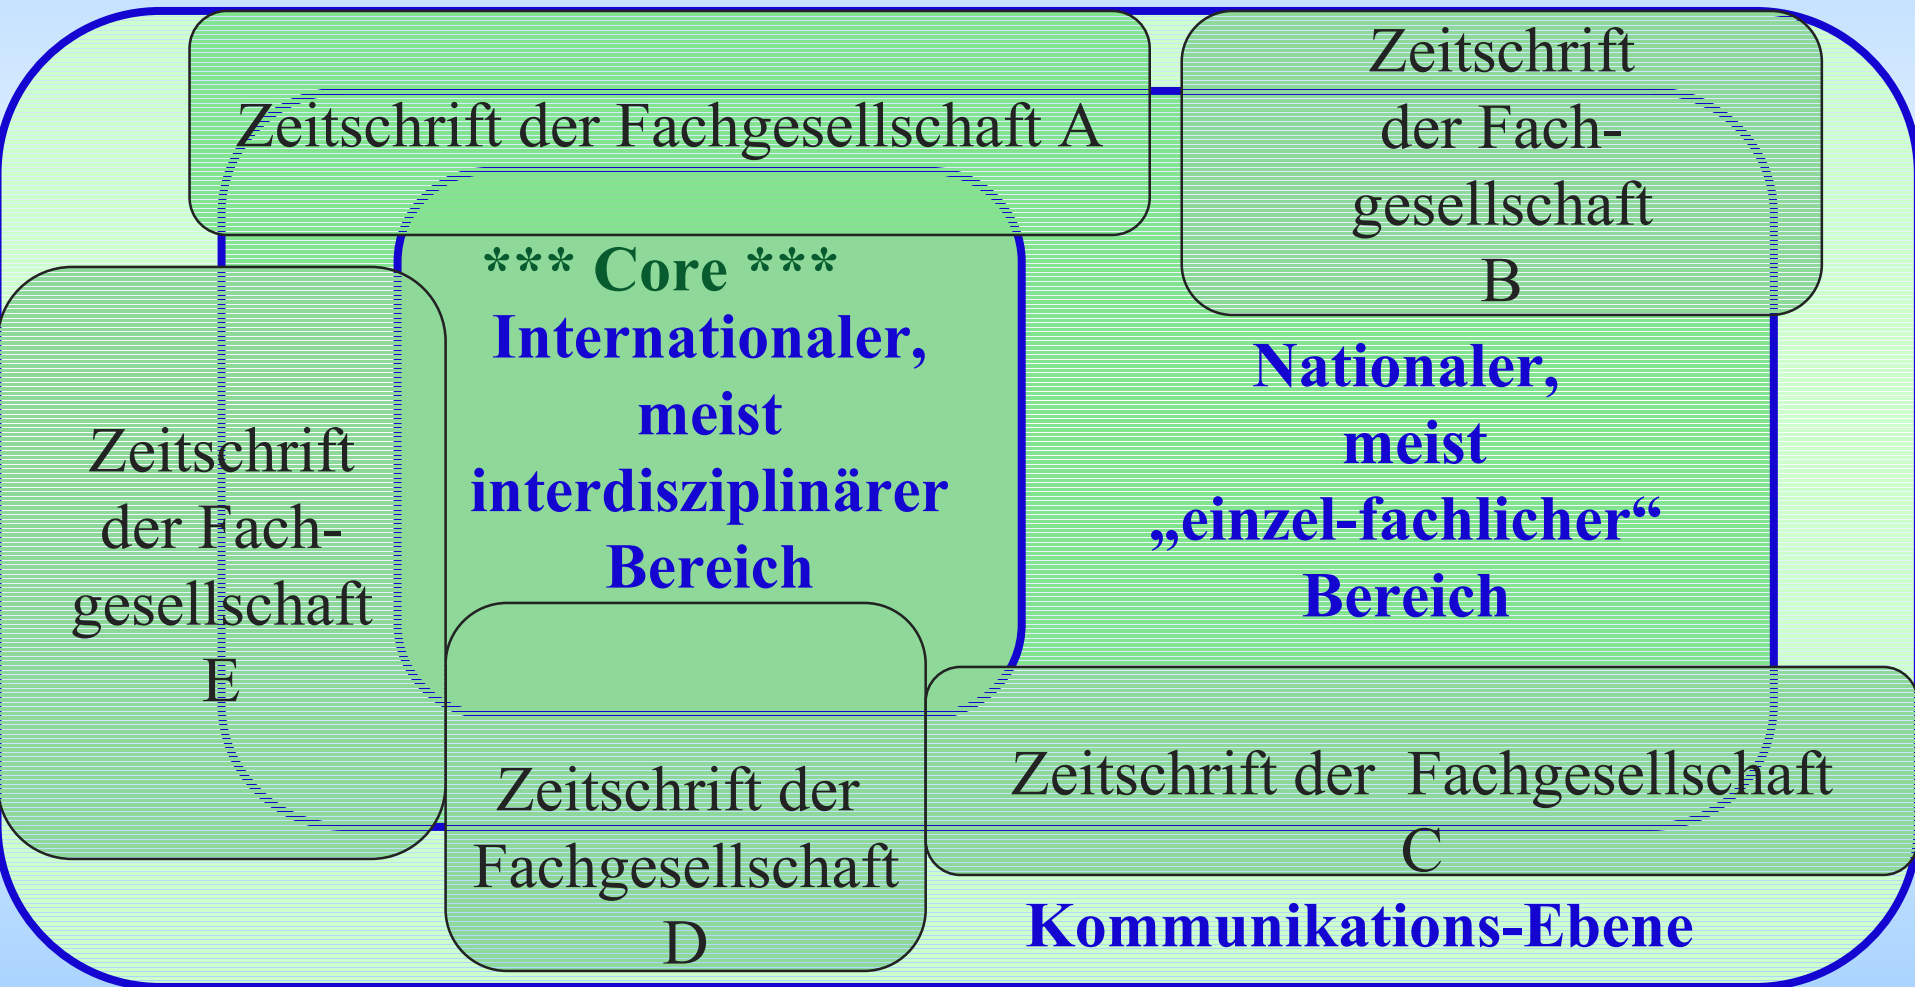 Zeitschrift der Fachgesellschaft A
Zeitschrift
der Fach-
gesellschaft
B
*** Core ***
Internationaler,
meist
interdisziplinärer
Bereich
Nationaler,
meist
„einzel-fachlicher“
Bereich
Zeitschrift
der Fach-
gesellschaft
E
Zeitschrift der
Fachgesellschaft
D
Zeitschrift der Fachgesellschaft
C
Kommunikations-Ebene